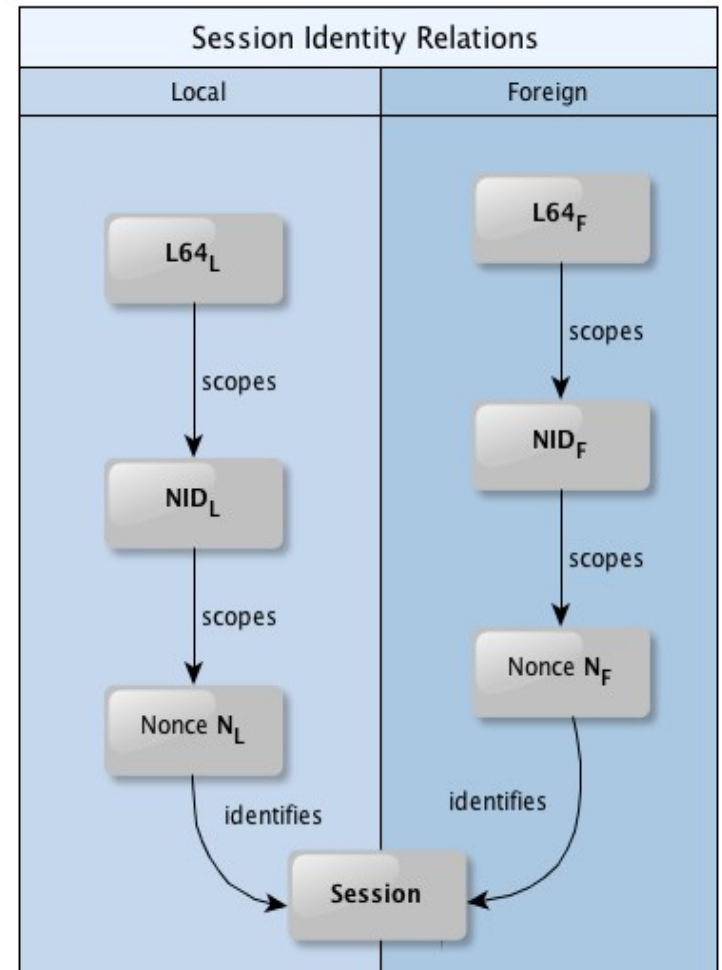 Session Identity Relations
Local
Foreign
L64L
scopes
NIDL
scopes
Nonce NL
identifies
L64F
scopes
NIDF
scopes
Nonce NF
identifies
Session